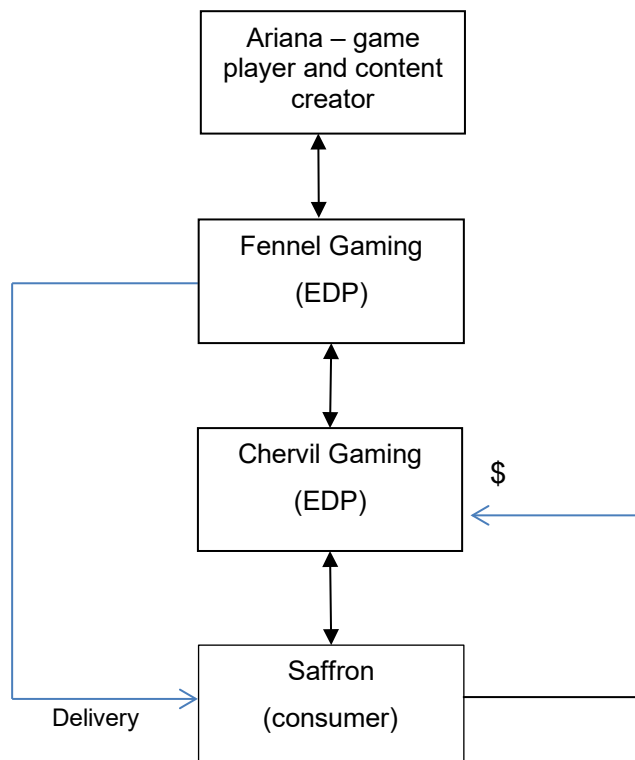 Ariana – game
player and content
creator
Fennel Gaming
(EDP)
Chervil Gaming
(EDP)
$
Saffron
(consumer)
Delivery